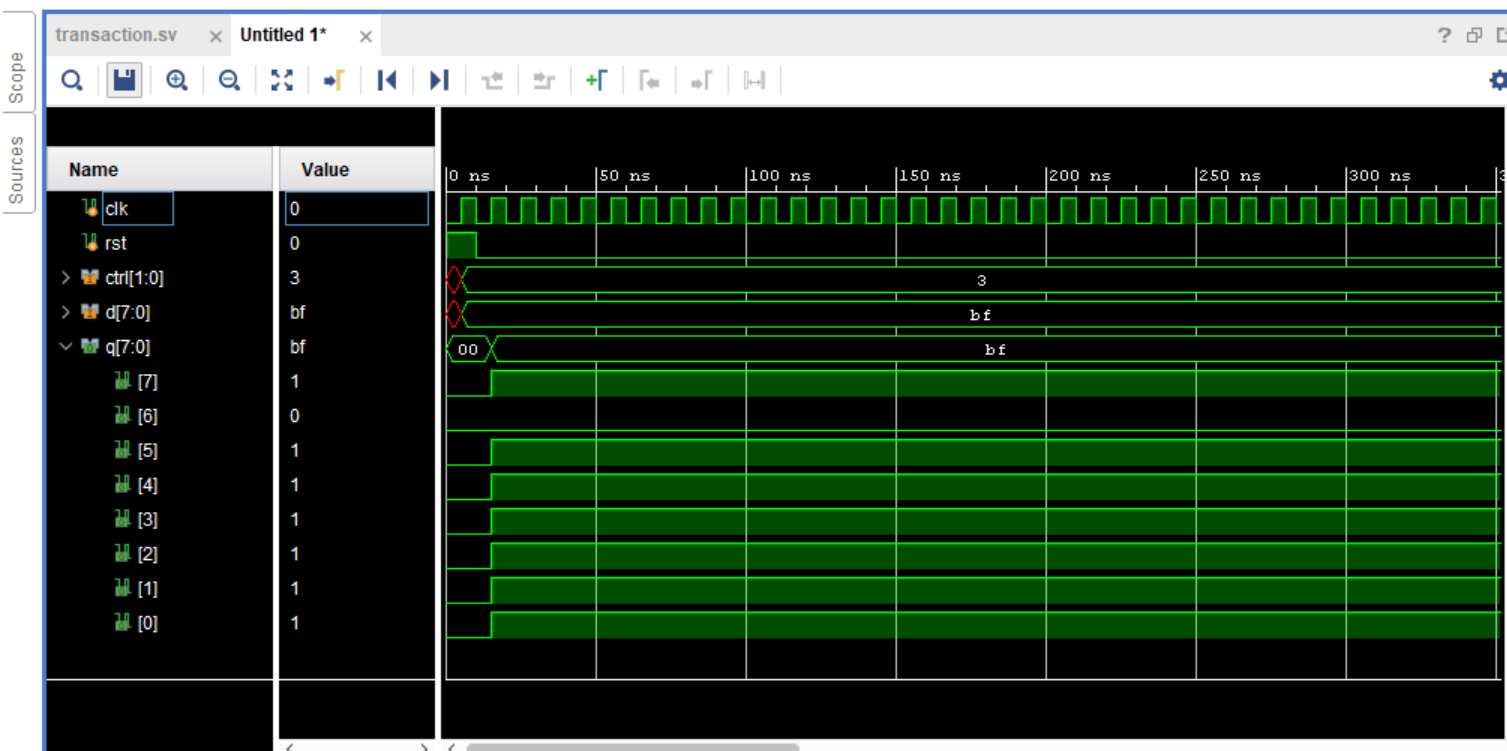 transaction.sv × Untitled 1* ×
?
Scope
Sources
Name Value
0 ns 50 ns 100 ns 150 ns 200 ns 250 ns 300 ns 3
clk 0
rst 0
ctrl[1:0] 3 3
d[7:0] bf bf
q[7:0] bf 00 bf
[7] 1
[6] 0
[5] 1
[4] 1
[3] 1
[2] 1
[1] 1
[0] 1